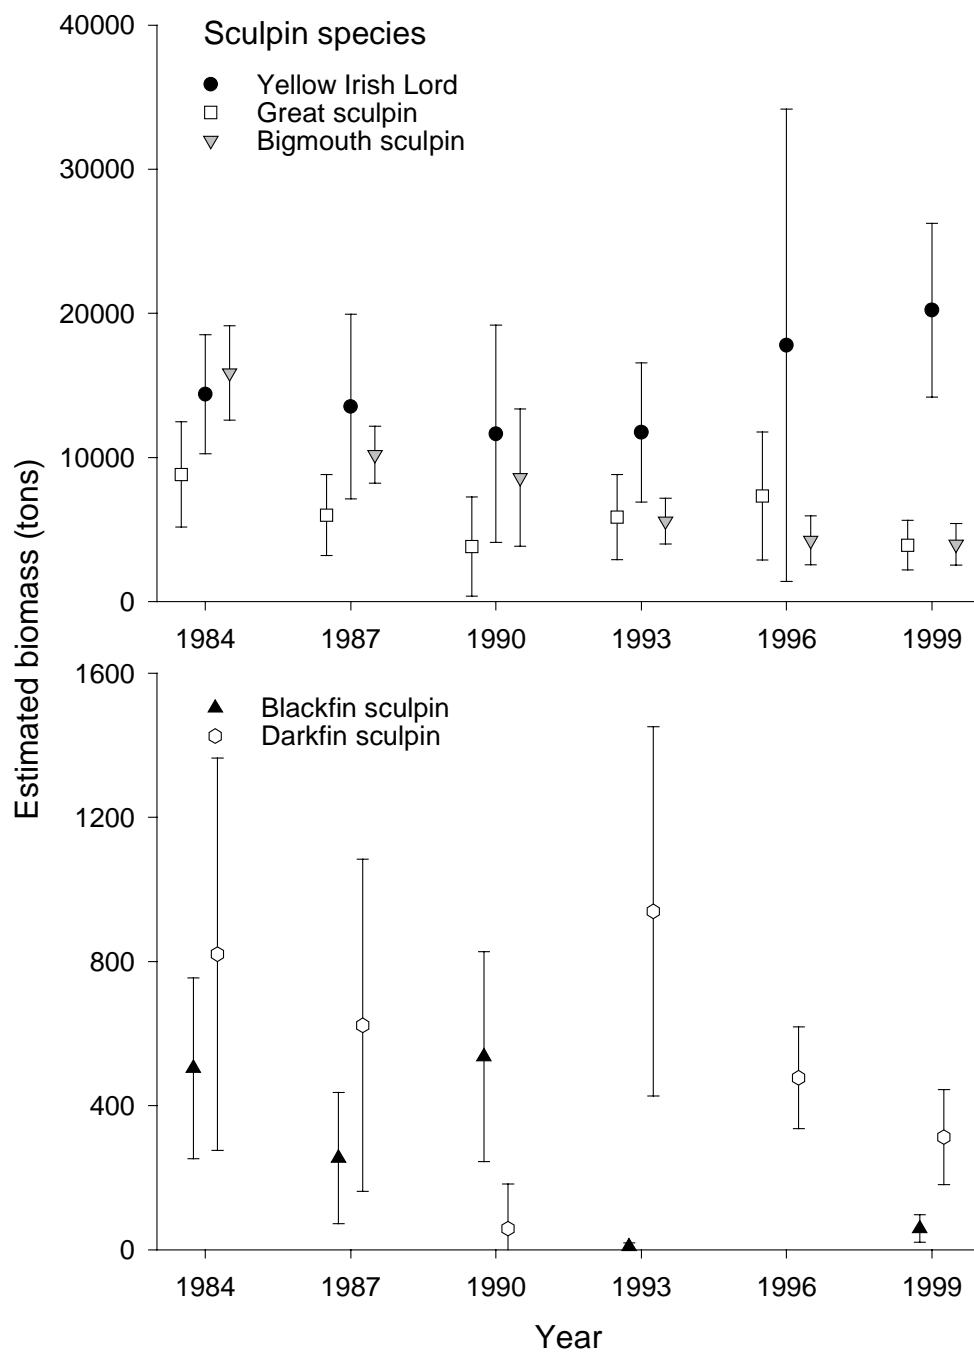 40000
Sculpin species
Yellow Irish Lord
Great sculpin
Bigmouth sculpin
30000
20000
10000
0
1984 1987 1990 1993 1996 1999
Estimated biomass (tons)
1600
Blackfin sculpin
Darkfin sculpin
1200
800
400
0
1984 1987 1990 1993 1996 1999
Year